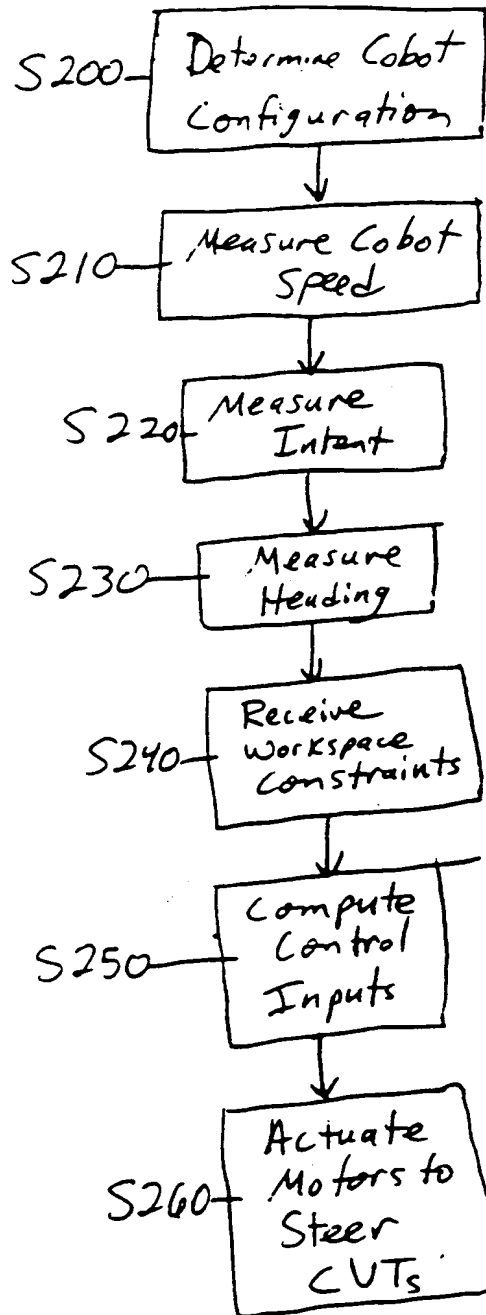 S200
Determine Cobot
Configuration
S210
Measure Cobot
Speed
S220
Measure
Intent
S230
Measure
Heading
S240
Receive
Workspace
Constraints
S250
Compute
Control
Inputs
S260
Actuate
Motors to
Steer
CVTs